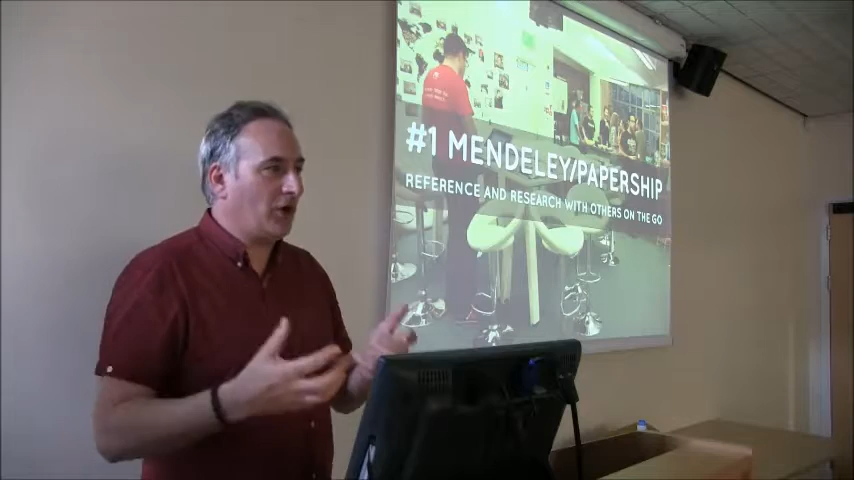 #1 MENDELEY/PAPERSHIP
REFERENCE AND RESEARCH WITH OTHERS ON THE GO